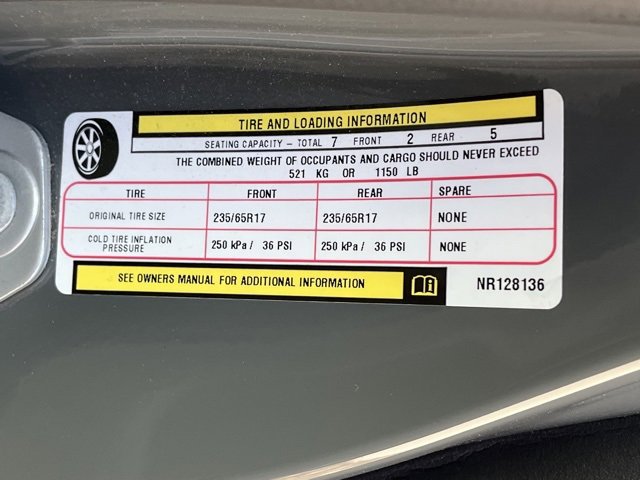 TIRE AND LOADING INFORMATION
SEATING CAPACITY – TOTAL 7 FRONT 2 REAR 5
THE COMBINED WEIGHT OF OCCUPANTS AND CARGO SHOULD NEVER EXCEED
521 KG OR 1150 LB
TIRE FRONT REAR SPARE
ORIGINAL TIRE SIZE 235/65R17 235/65R17 NONE
COLD TIRE INFLATION
PRESSURE 250 kPa / 36 PSI 250 kPa / 36 PSI NONE
SEE OWNERS MANUAL FOR ADDITIONAL INFORMATION
NR128136